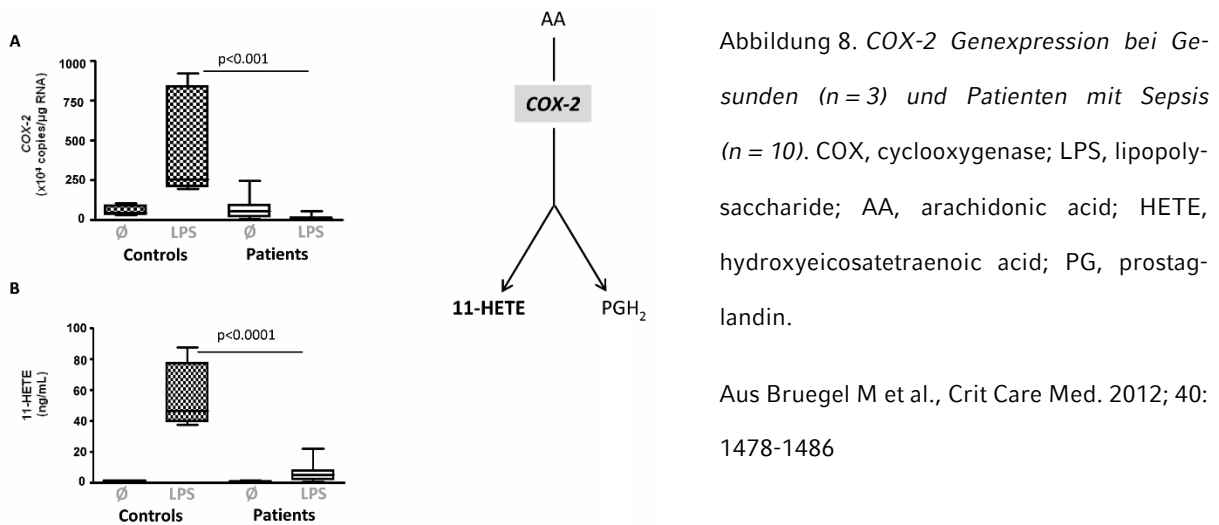 A
COX-2
(x10⁴ copies/µg RNA)
1000
750
500
250
0
p<0.001
Ø LPS Ø LPS
Controls Patients
B
11-HETE
(ng/mL)
100
80
60
40
20
0
p<0.0001
Ø LPS Ø LPS
Controls Patients
AA
COX-2
11-HETE PGH₂
Abbildung 8. COX-2 Genexpression bei Ge-
sunden (n = 3) und Patienten mit Sepsis
(n = 10). COX, cyclooxygenase; LPS, lipopoly-
saccharide; AA, arachidonic acid; HETE,
hydroxyeicosatetraenoic acid; PG, prostag-
landin.
Aus Bruegel M et al., Crit Care Med. 2012; 40:
1478-1486